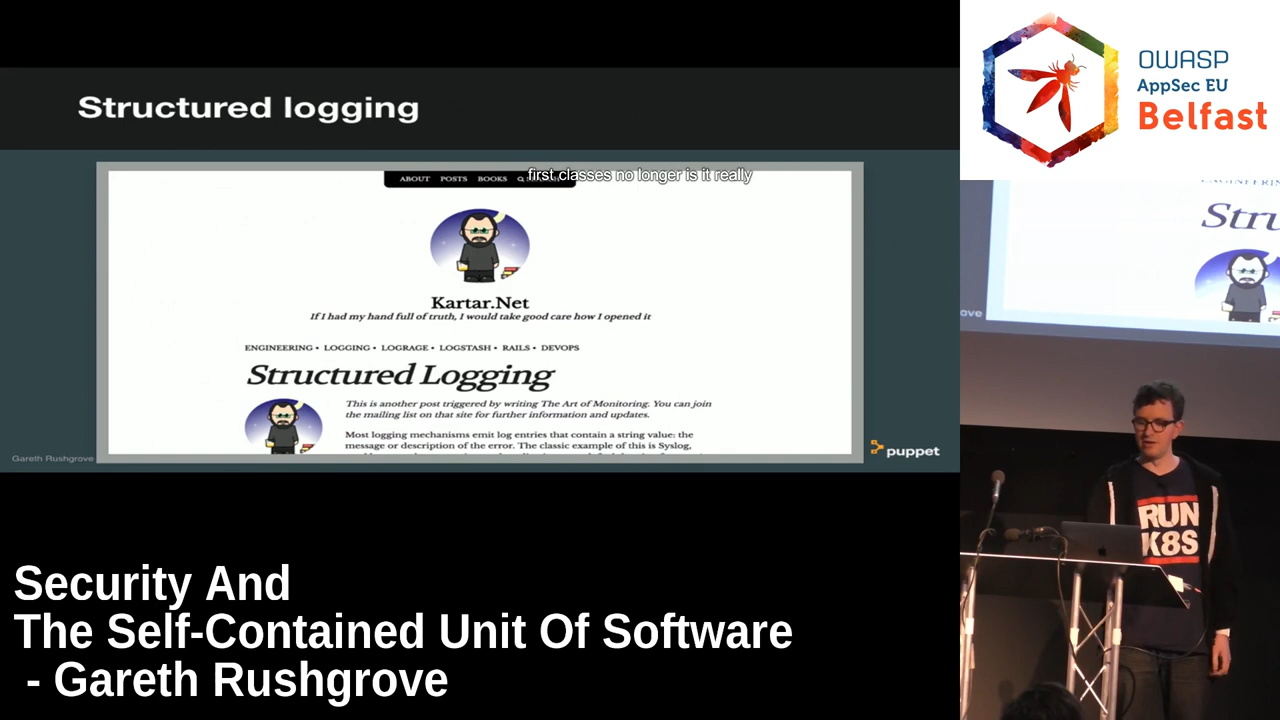 Structured logging
ABOUT POSTS BOOKS
first classes no longer is it really
Kartar.Net
If I had my hand full of truth, I would take good care how I opened it
ENGINEERING • LOGGING • LOGRAGE • LOGSTASH • RAILS • DEVOPS
Structured Logging
This is another post triggered by writing The Art of Monitoring. You can join
the mailing list on that site for further information and updates.
Most logging mechanisms emit log entries that contain a string value: the
message or description of the error. The classic example of this is Syslog,
Gareth Rushgrove
puppet
Security And
The Self-Contained Unit Of Software
- Gareth Rushgrove
OWASP
AppSec EU
Belfast
Stru
ove
RUN
K8S